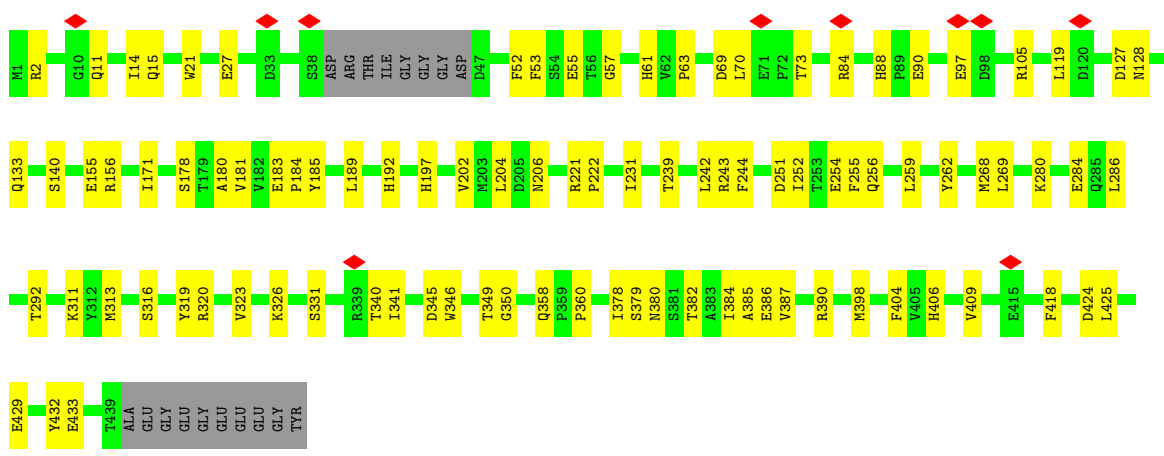 M1 R2 G10 Q11 I14 Q15 W21 E27 D33 S38 ASP ARG THR ILE GLY GLY GLY ASP D47 F52 F53 S54 E55 T56 G57 H61 V62 P63 D69 L70 E71 P72 T73 R84 H88 P89 E90 E97 D98 R105 L119 D120 D127 N128
Q133 S140 E155 R156 I171 S178 T179 A180 V181 V182 E183 P184 Y185 L189 H192 H197 V202 M203 L204 D205 N206 R221 P222 I231 T239 L242 R243 F244 D251 I252 T253 E254 F255 Q256 L259 Y262 M268 L269 K280 E284 Q285 L286
T292 K311 Y312 M313 S316 Y319 R320 V323 K326 S331 R339 T340 I341 D345 W346 T349 G350 Q358 P359 P360 I378 S379 N380 S381 T382 A383 I384 A385 E386 V387 R390 M398 F404 V405 H406 V409 E415 F418 D424 L425
E429 Y432 E433 T439 ALA GLU GLY GLU GLY GLU GLU GLU GLY TYR